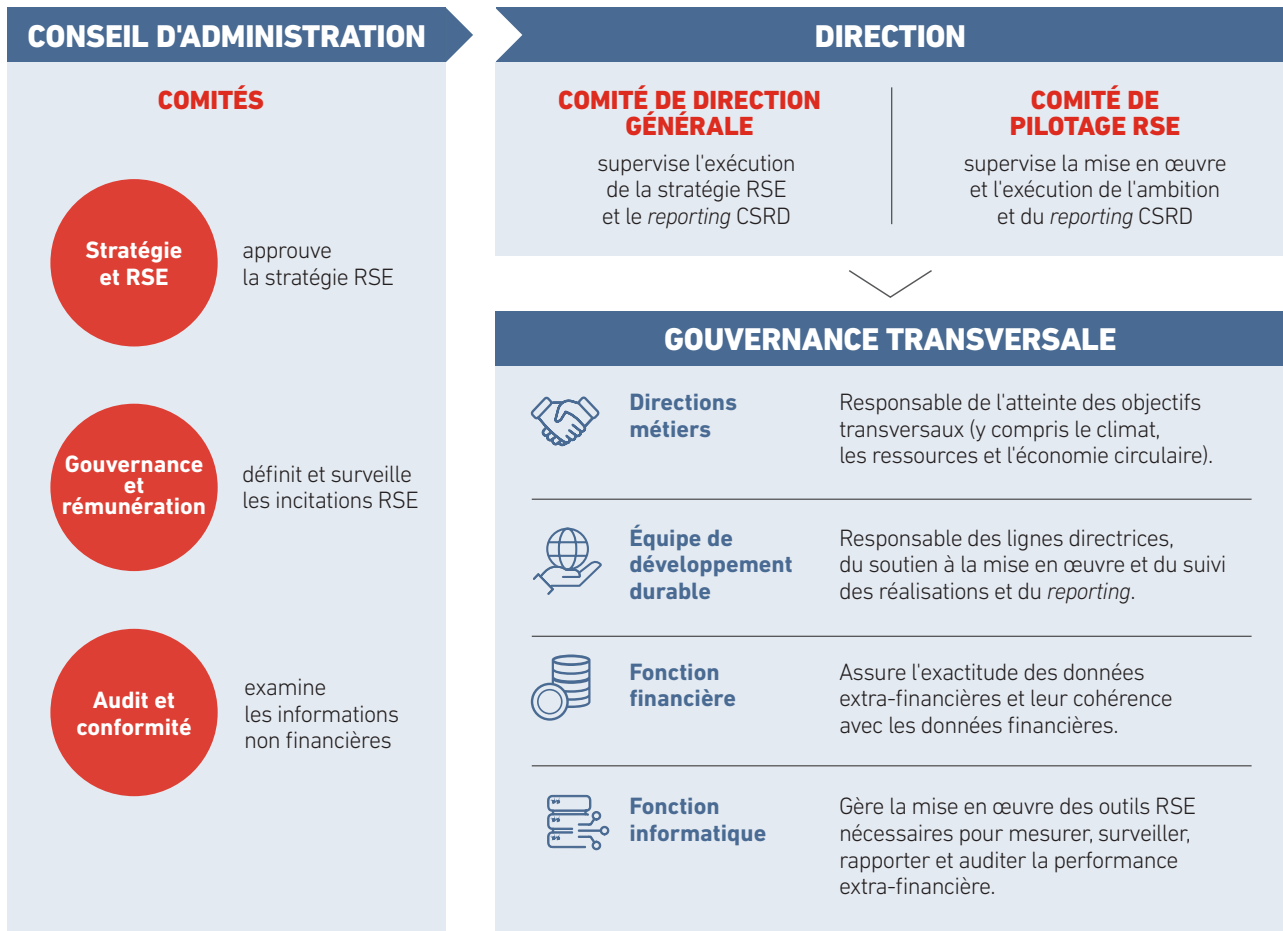 CONSEIL D'ADMINISTRATION
COMITÉS
Stratégie
et RSE
approuve
la stratégie RSE
Gouvernance
et
rémunération
définit et surveille
les incitations RSE
Audit et
conformité
examine
les informations
non financières
DIRECTION
COMITÉ DE DIRECTION
GÉNÉRALE
supervise l'exécution
de la stratégie RSE
et le reporting CSRD
COMITÉ DE
PILOTAGE RSE
supervise la mise en œuvre
et l'exécution de l'ambition
et du reporting CSRD
GOUVERNANCE TRANSVERSALE
Directions
métiers
Responsable de l'atteinte des objectifs
transversaux (y compris le climat,
les ressources et l'économie circulaire).
Équipe de
développement
durable
Responsable des lignes directrices,
du soutien à la mise en œuvre et du suivi
des réalisations et du reporting.
Fonction
financière
Assure l'exactitude des données
extra-financières et leur cohérence
avec les données financières.
Fonction
informatique
Gère la mise en œuvre des outils RSE
nécessaires pour mesurer, surveiller,
rapporter et auditer la performance
extra-financière.